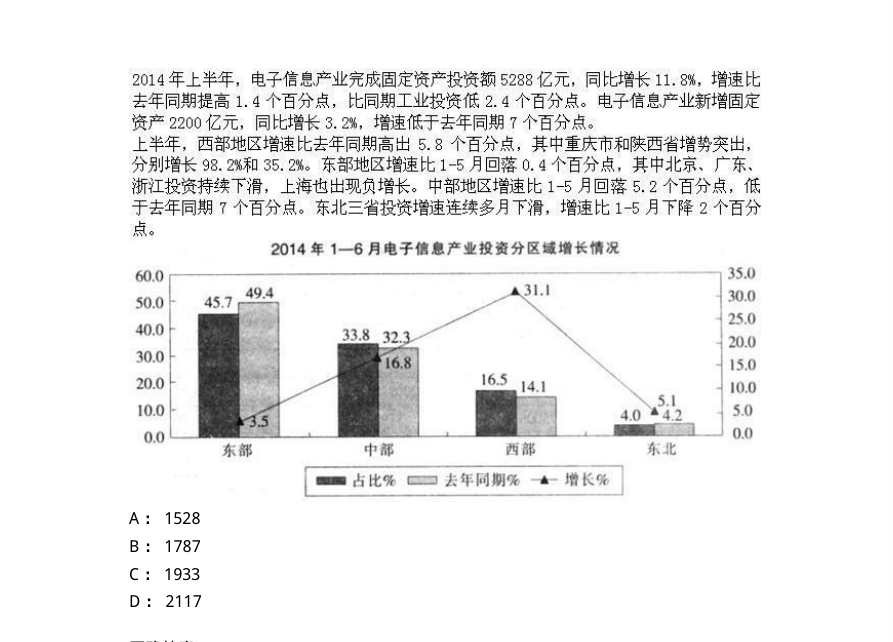 2014年上半年，电子信息产业完成固定资产投资额5288亿元，同比增长11.8%，增速比
去年同期提高1.4个百分点，比同期工业投资低2.4个百分点。电子信息产业新增固定
资产2200亿元，同比增长3.2%，增速低于去年同期7个百分点。
上半年，西部地区增速比去年同期高出5.8个百分点，其中重庆市和陕西省增势突出，
分别增长98.2%和35.2%。东部地区增速比1-5月回落0.4个百分点，其中北京、广东、
浙江投资持续下滑，上海也出现负增长。中部地区增速比1-5月回落5.2个百分点，低
于去年同期7个百分点。东北三省投资增速连续多月下滑，增速比1-5月下降2个百分
点。
2014年1—6月电子信息产业投资分区域增长情况
60.0 35.0
50.0 45.7 49.4 31.1 30.0
25.0
40.0 33.8 32.3 20.0
30.0 16.8 15.0
20.0 16.5 14.1 10.0
10.0 3.5 4.0 4.2 5.1 5.0
0.0 0.0
东部 中部 西部 东北
占比% 去年同期% 增长%
A： 1528
B： 1787
C： 1933
D： 2117